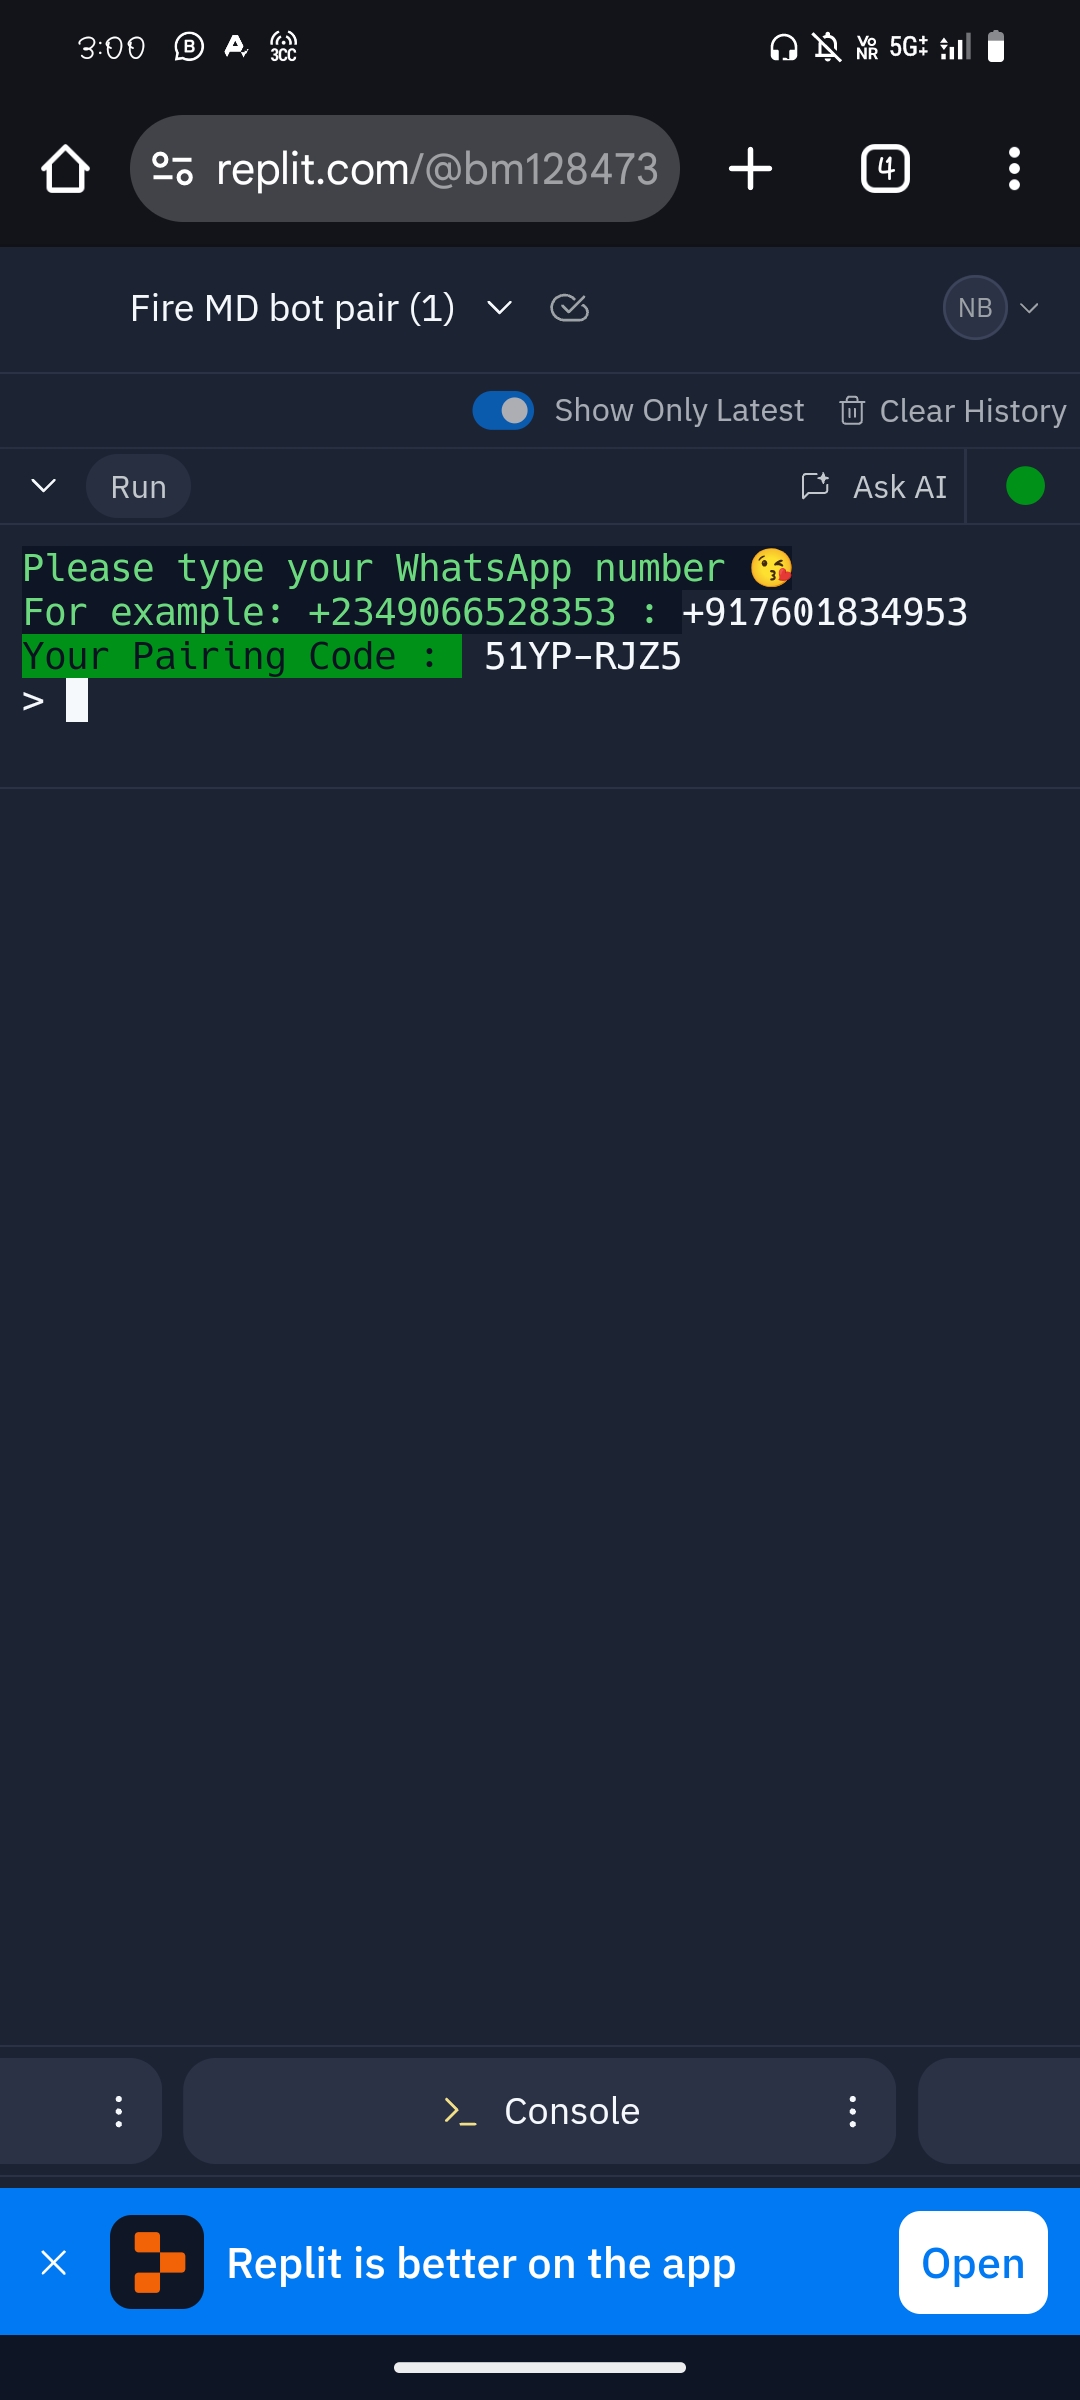 3:00 3CC Vo NR 5G
replit.com/@bm128473
4
Fire MD bot pair (1)
NB
Show Only Latest Clear History
Run Ask AI
Please type your WhatsApp number 😘
For example: +2349066528353 : +917601834953
Your Pairing Code : 51YP-RJZ5
>
>_ Console
Replit is better on the app Open